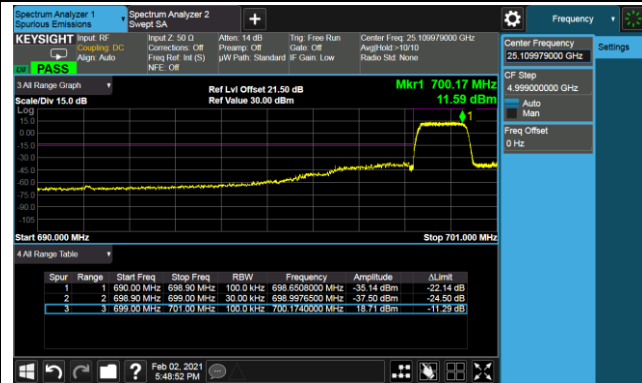 Spectrum Analyzer 1
Spurious Emissions
Spectrum Analyzer 2
Swept SA
+
Frequency
KEYSIGHT
Input: RF
Coupling: DC
Align: Auto
Input Z: 50 Ω
Corrections: Off
Freq Ref: Int (S)
NFE: Off
Atten: 14 dB
Preamp: Off
µW Path: Standard
Trig: Free Run
Gate: Off
IF Gain: Low
Center Freq: 25.109979000 GHz
Avg|Hold:>10/10
Radio Std: None
PASS
Center Frequency
25.109979000 GHz
Settings
CF Step
4.999000000 GHz
Auto
Man
Freq Offset
0 Hz
3 All Range Graph
Scale/Div 15.0 dB
Ref Lvl Offset 21.50 dB
Ref Value 30.00 dBm
Mkr1 700.17 MHz
11.59 dBm
Log
15.0
0.00
-15.0
-30.0
-45.0
-60.0
-75.0
-90.0
-105
1
Start 690.000 MHz
Stop 701.000 MHz
4 All Range Table
Spur Range Start Freq Stop Freq RBW Frequency Amplitude ΔLimit
1 1 690.00 MHz 698.90 MHz 100.0 kHz 698.6508000 MHz -35.14 dBm -22.14 dB
2 2 698.90 MHz 699.00 MHz 30.00 kHz 698.9976500 MHz -37.50 dBm -24.50 dB
3 3 699.00 MHz 701.00 MHz 100.0 kHz 700.1740000 MHz 18.71 dBm -11.29 dB
?
Feb 02, 2021
5:48:52 PM